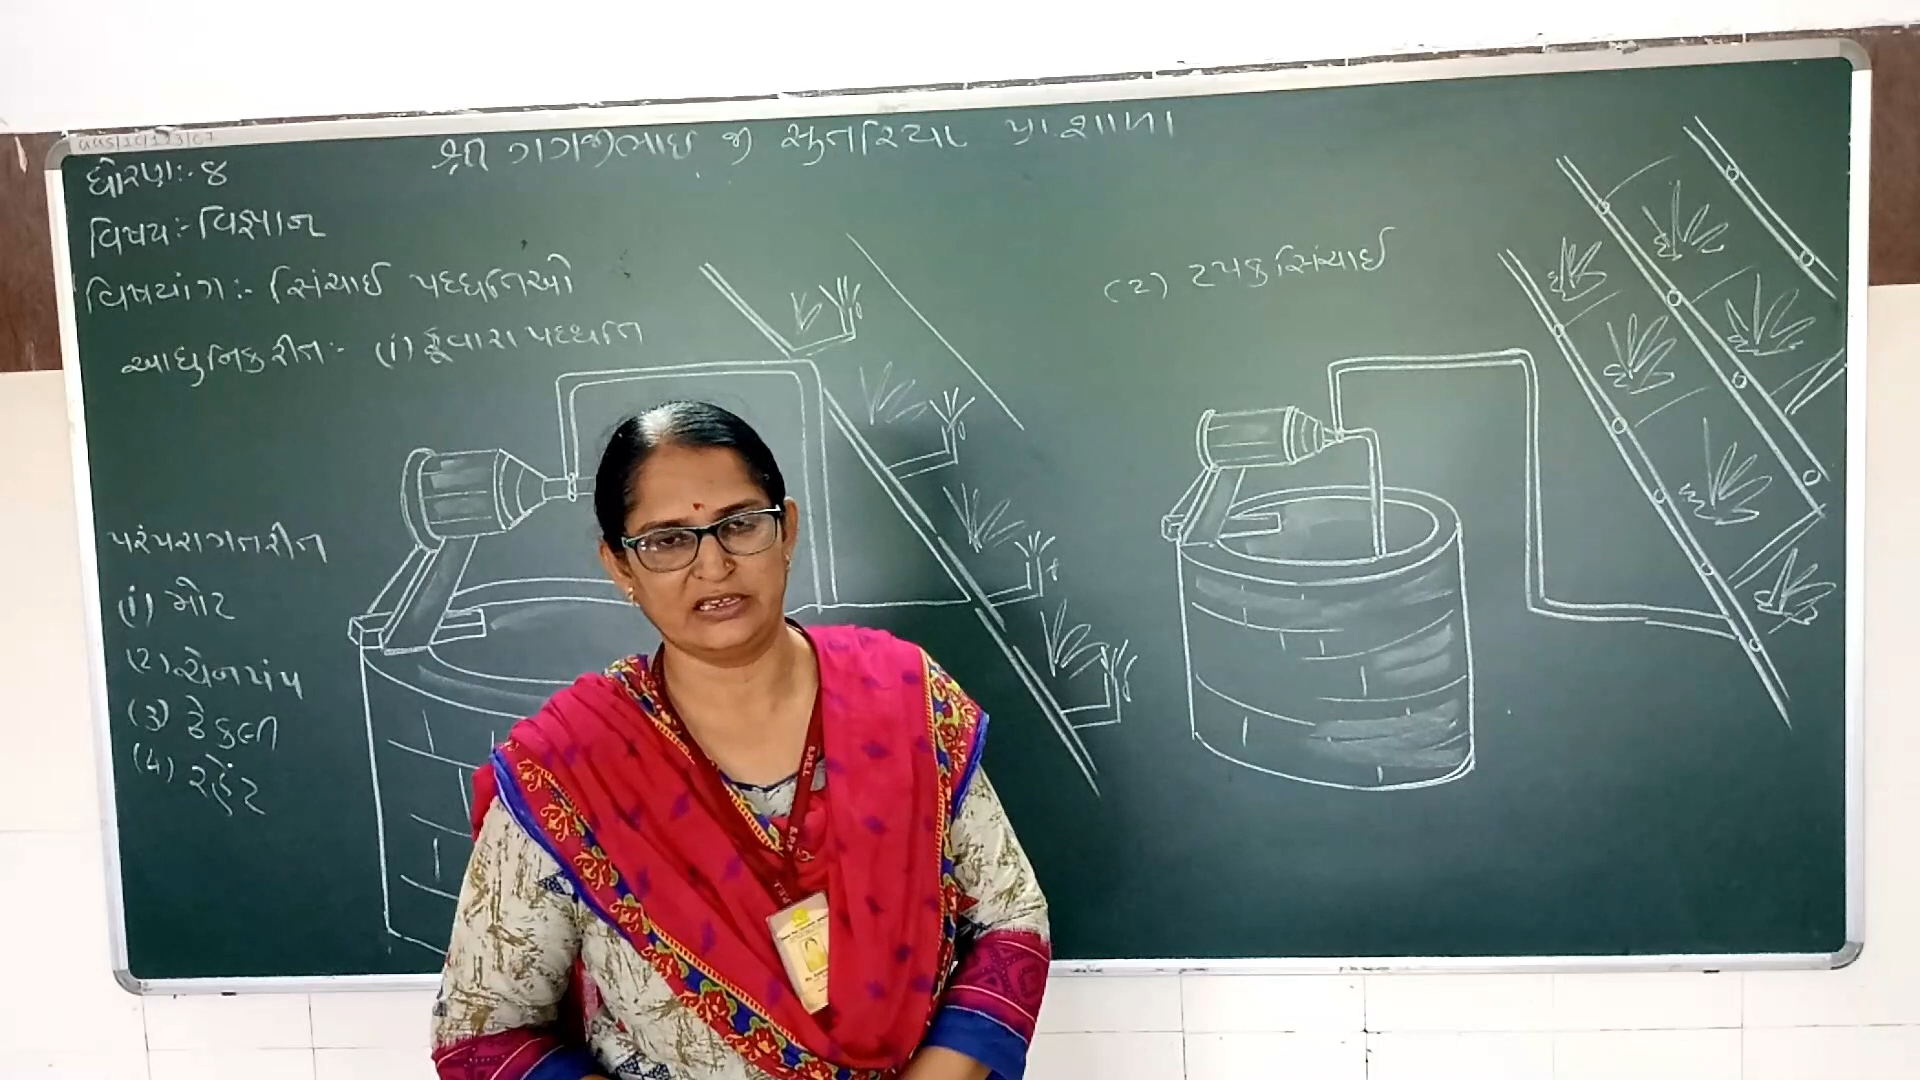 શ્રી ગગજીભાઇ જી સુતરિયા પ્રા.શાળા
ધોરણઃ- ૪
વિષયઃ- વિજ્ઞાન
વિષયાંગઃ- સિંચાઈ પદ્ધતિઓ
આધુનિક રીતઃ- (૧) ફૂવારા પદ્ધતિ
(૨) ટપક સિંચાઈ
પરંપરાગત રીત
(૧) મોટ
(૨) ચેનપંપ
(૩) ઢેકલી
(૪) રહેંટ